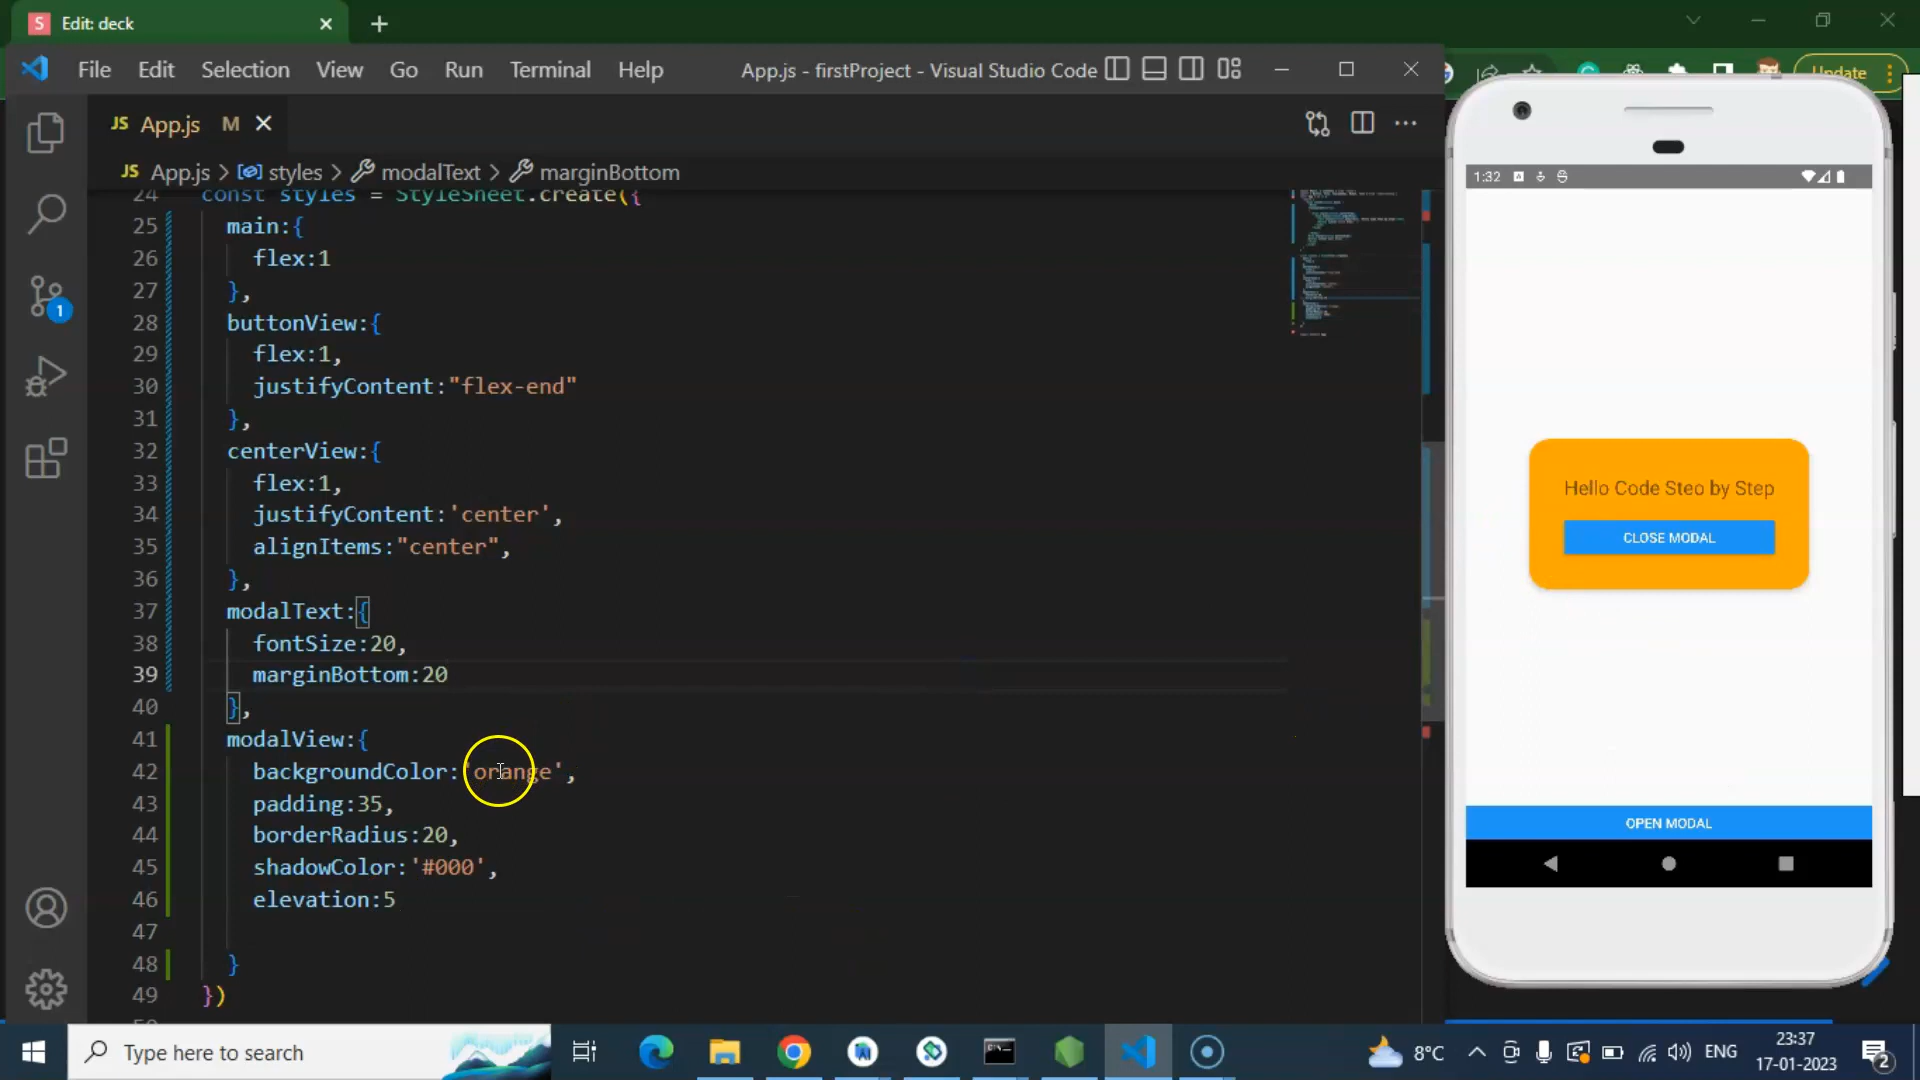 S Edit: deck
File Edit Selection View Go Run Terminal Help
App.js - firstProject - Visual Studio Code
Update
JS App.js M
JS App.js > styles > modalText > marginBottom
24 const styles = StyleSheet.create({
25 main:{
26 flex:1
27 },
28 buttonView:{
29 flex:1,
30 justifyContent:"flex-end"
31 },
32 centerView:{
33 flex:1,
34 justifyContent:'center',
35 alignItems:"center",
36 },
37 modalText:{
38 fontSize:20,
39 marginBottom:20
40 },
41 modalView:{
42 backgroundColor:'orange',
43 padding:35,
44 borderRadius:20,
45 shadowColor:'#000',
46 elevation:5
47
48 }
49 })
1
1:32
Hello Code Steo by Step
CLOSE MODAL
OPEN MODAL
Type here to search
8°C
ENG
23:37
17-01-2023
2